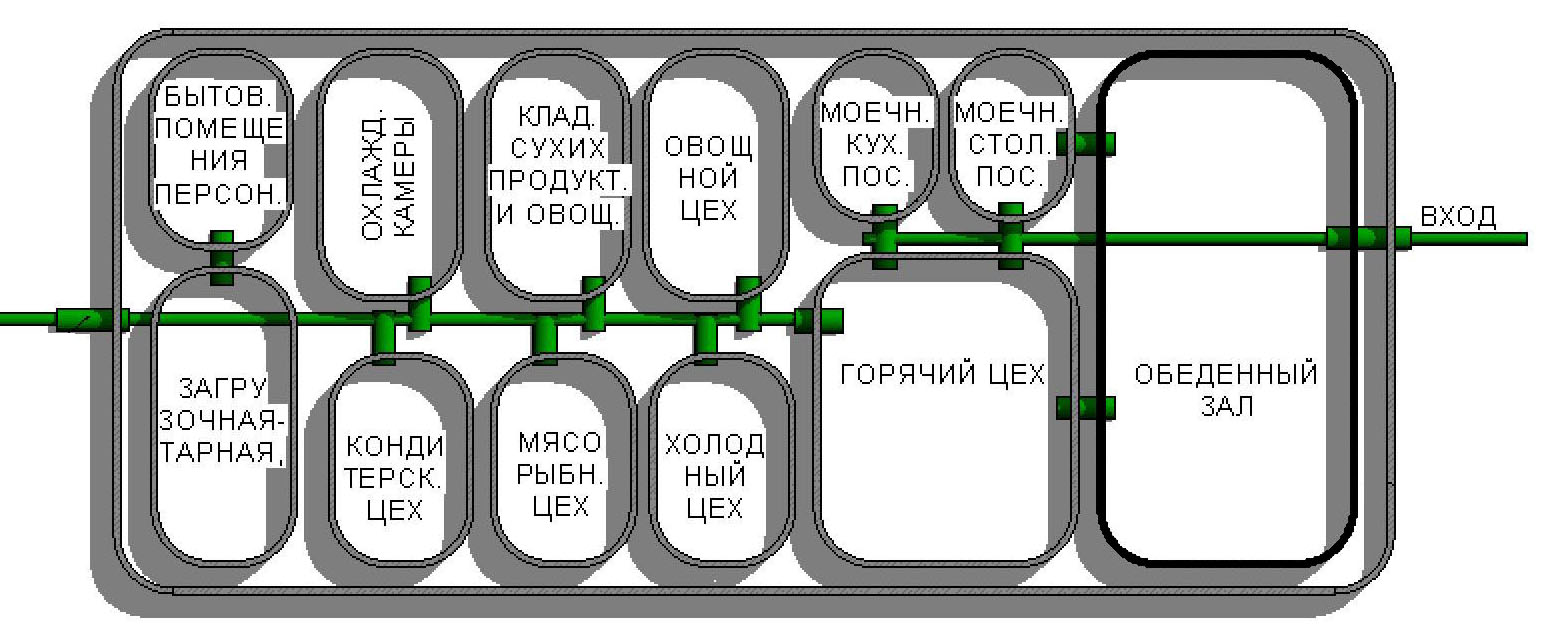 БЫТОВ.
ПОМЕЩЕ
НИЯ
ПЕРСОН.
ОХЛАЖД.
КАМЕРЫ
КЛАД.
СУХИХ
ПРОДУКТ.
И ОВОЩ.
ОВОЩ
НОЙ
ЦЕХ
МОЕЧН.
КУХ.
ПОС.
МОЕЧН.
СТОЛ.
ПОС.
ВХОД
ЗАГРУ
ЗОЧНАЯ-
ТАРНАЯ,
КОНДИ
ТЕРСК.
ЦЕХ
МЯСО
РЫБН.
ЦЕХ
ХОЛОД
НЫЙ
ЦЕХ
ГОРЯЧИЙ ЦЕХ
ОБЕДЕННЫЙ
ЗАЛ